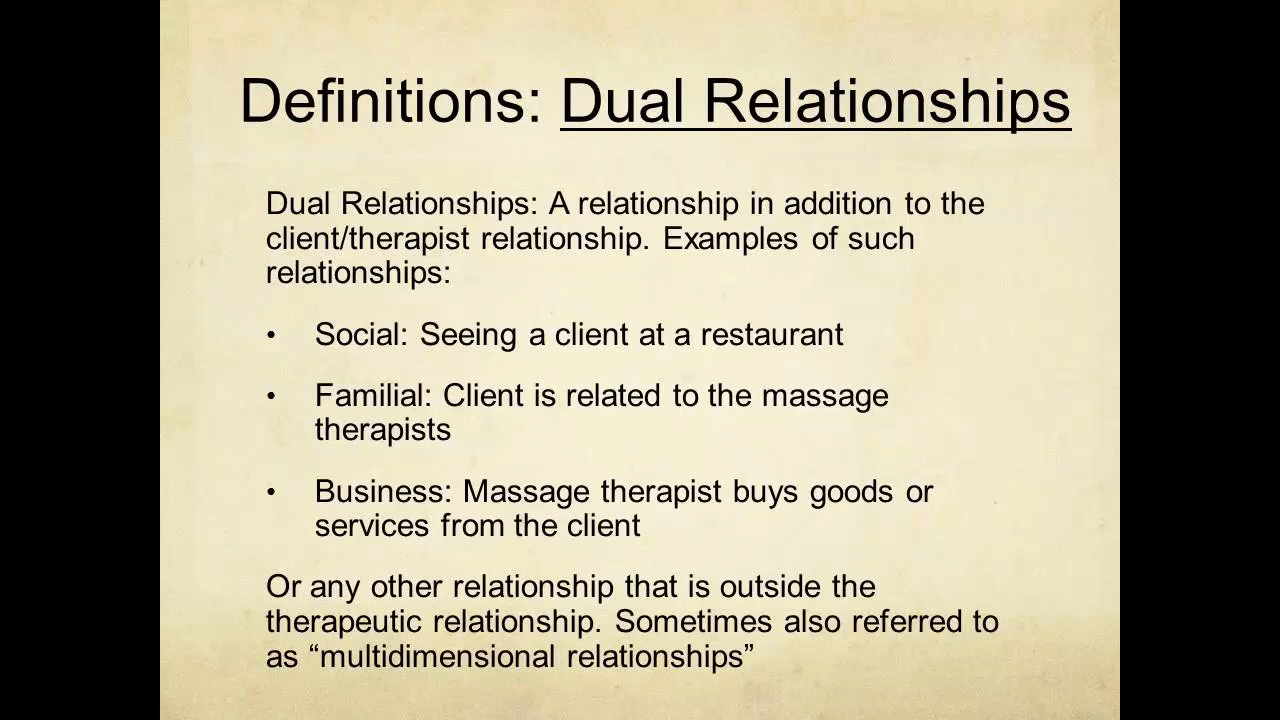 Definitions: Dual Relationships
Dual Relationships: A relationship in addition to the
client/therapist relationship. Examples of such
relationships:
• Social: Seeing a client at a restaurant
• Familial: Client is related to the massage
therapists
• Business: Massage therapist buys goods or
services from the client
Or any other relationship that is outside the
therapeutic relationship. Sometimes also referred to
as “multidimensional relationships”